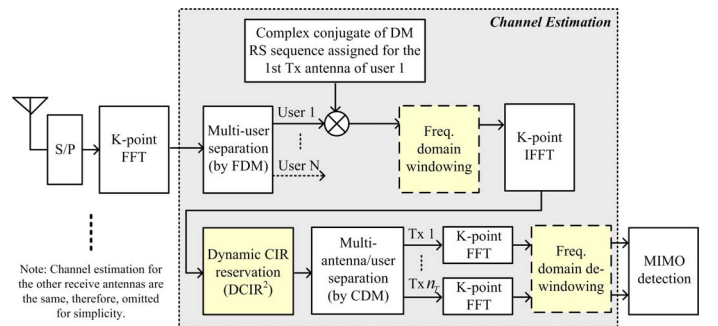 Complex conjugate of DM
RS sequence assigned for the
1st Tx antenna of user 1
Channel Estimation
S/P
K-point
FFT
Multi-user
separation
(by FDM)
User 1
User N
Freq.
domain
windowing
K-point
IFFT
Note: Channel estimation for
the other receive antennas are
the same, therefore, omitted
for simplicity.
Dynamic CIR
reservation
(DCIR²)
Multi-
antenna/user
separation
(by CDM)
Tx 1
Tx n_T
K-point
FFT
K-point
FFT
Freq.
domain de-
windowing
MIMO
detection